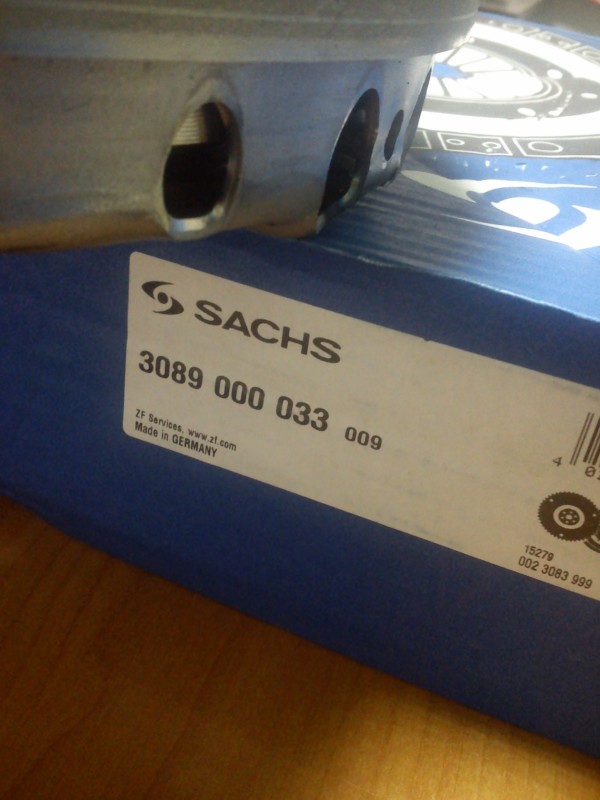 SACHS
3089 000 033 009
ZF Services. www.zf.com
Made in GERMANY
15279
002 3083 999